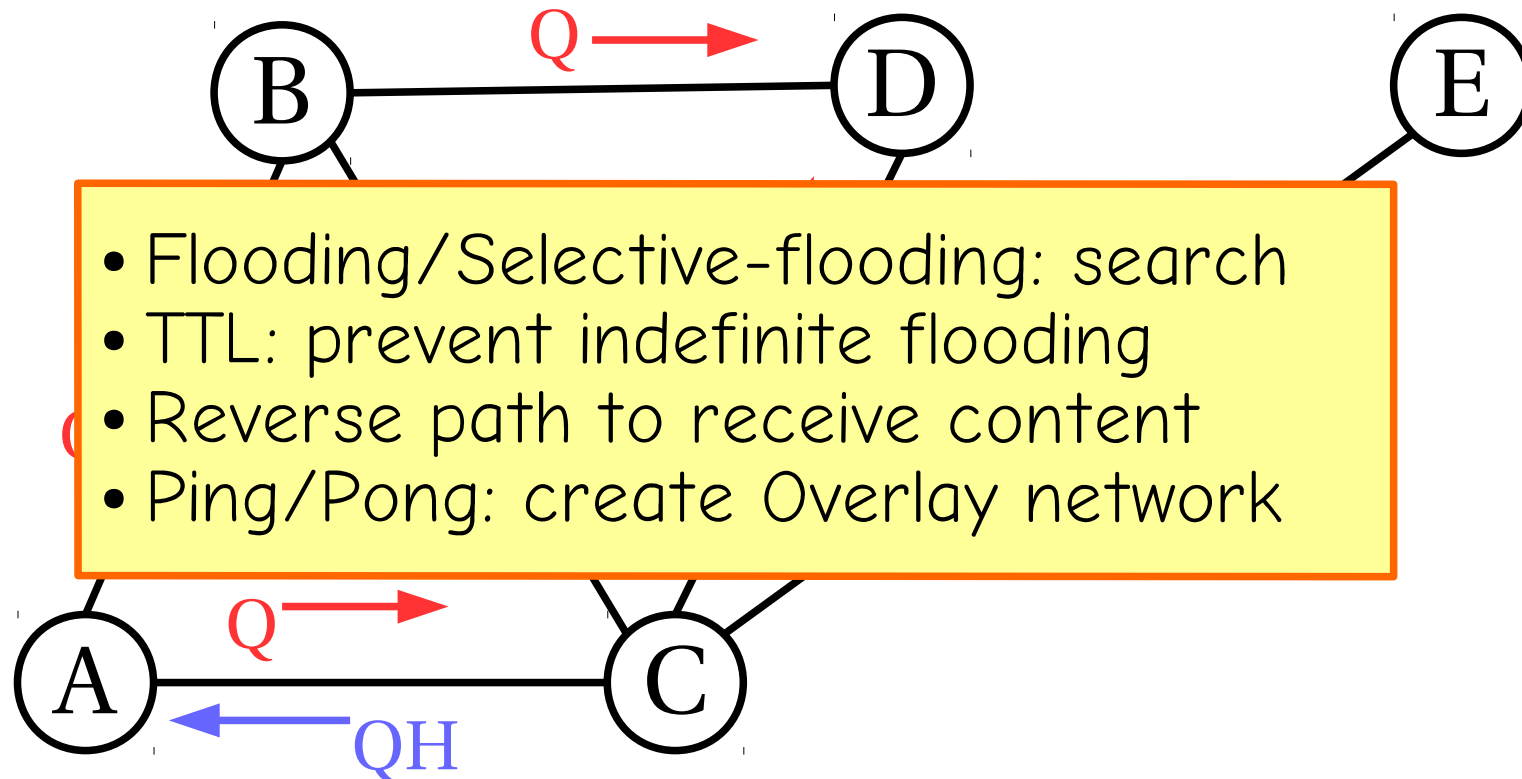 Q
B
D
E
• Flooding/Selective-flooding: search
• TTL: prevent indefinite flooding
• Reverse path to receive content
• Ping/Pong: create Overlay network
Q
A
C
QH